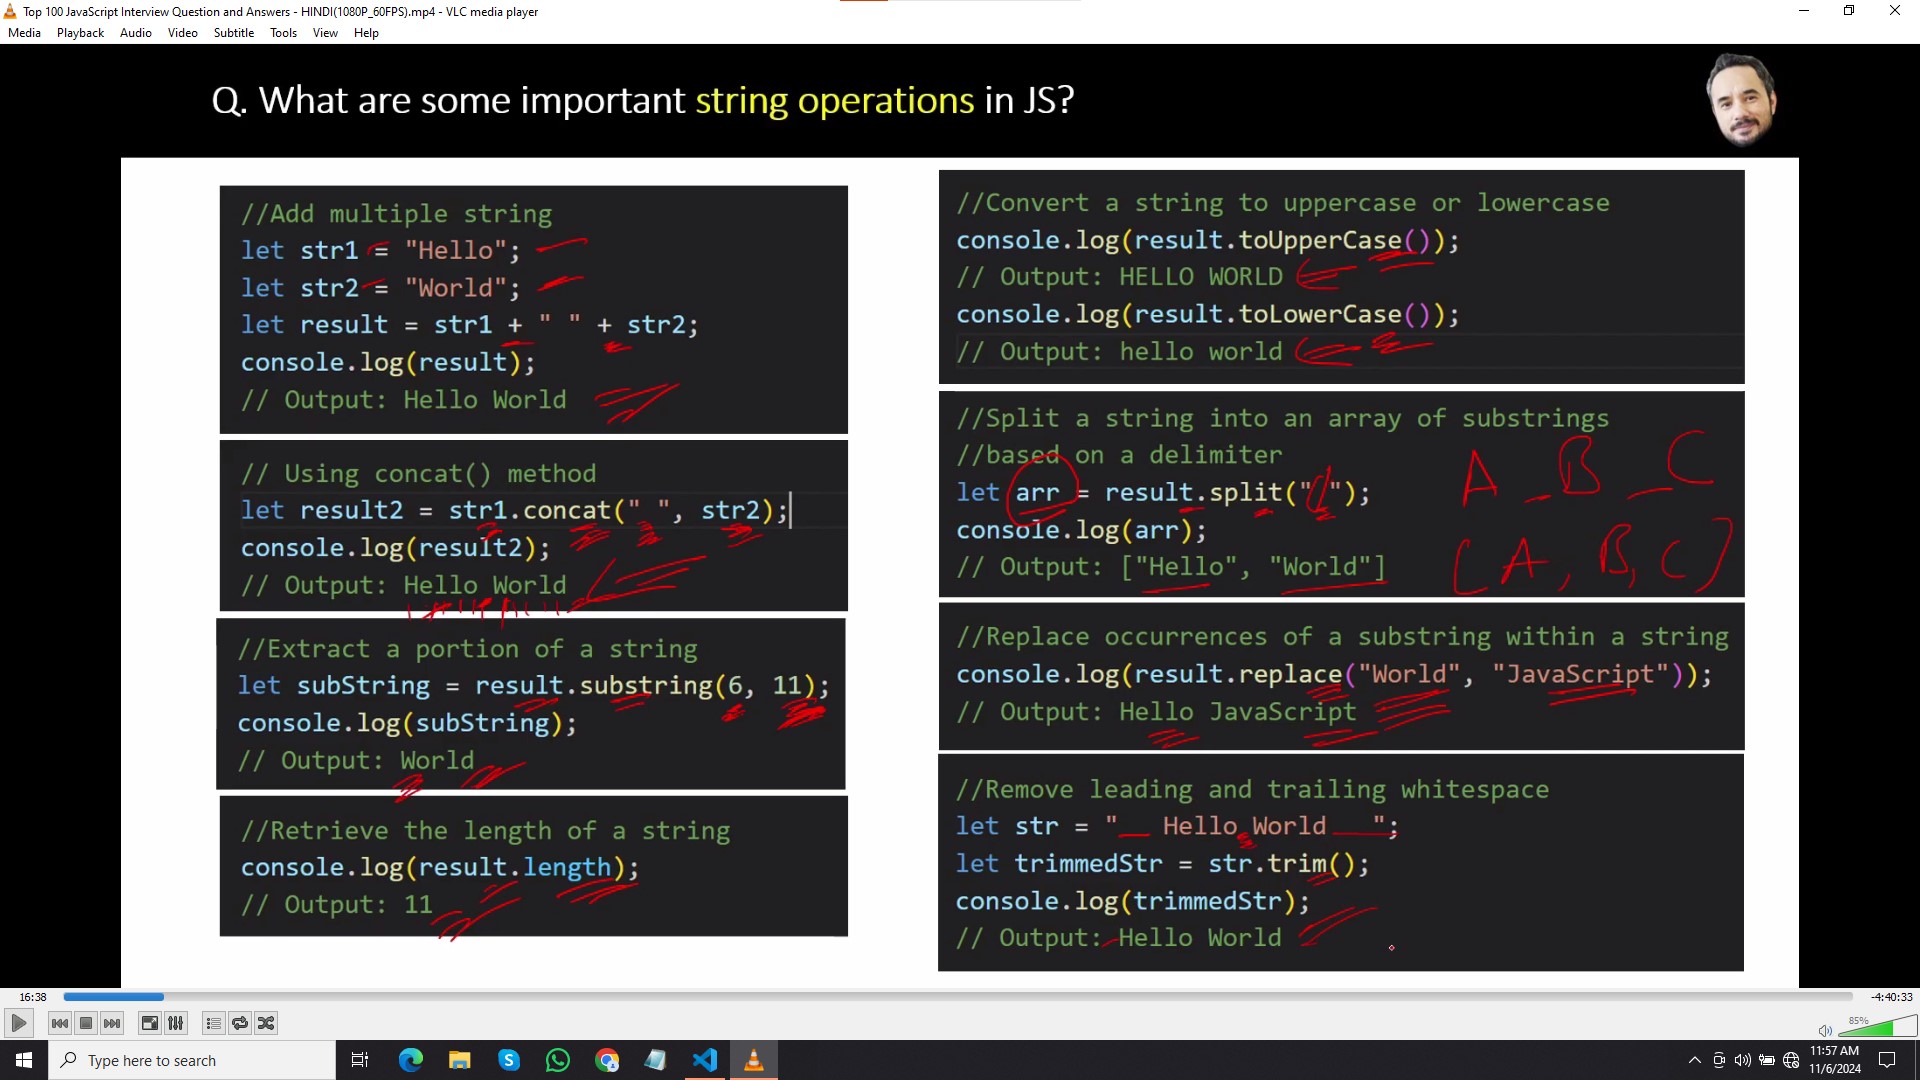 Top 100 JavaScript Interview Question and Answers - HINDI(1080P_60FPS).mp4 - VLC media player
Media Playback Audio Video Subtitle Tools View Help
Q. What are some important string operations in JS?
//Add multiple string
let str1 = "Hello";
let str2 = "World";
let result = str1 + " " + str2;
console.log(result);
// Output: Hello World
// Using concat() method
let result2 = str1.concat(" ", str2);
console.log(result2);
// Output: Hello World
//Extract a portion of a string
let subString = result.substring(6, 11);
console.log(subString);
// Output: World
//Retrieve the length of a string
console.log(result.length);
// Output: 11
//Convert a string to uppercase or lowercase
console.log(result.toUpperCase());
// Output: HELLO WORLD
console.log(result.toLowerCase());
// Output: hello world
//Split a string into an array of substrings
//based on a delimiter
let arr = result.split(" ");
console.log(arr);
// Output: ["Hello", "World"]
A _ B _ C
[A, B, C]
//Replace occurrences of a substring within a string
console.log(result.replace("World", "JavaScript"));
// Output: Hello JavaScript
//Remove leading and trailing whitespace
let str = "   Hello World   ";
let trimmedStr = str.trim();
console.log(trimmedStr);
// Output: Hello World
16:38
-4:40:33
85%
Type here to search
11:57 AM
11/6/2024